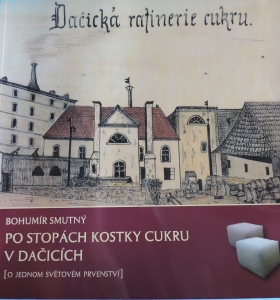 Dačická rafinerie cukru.
BOHUMÍR SMUTNÝ
PO STOPÁCH KOSTKY CUKRU
V DAČICÍCH
[O JEDNOM SVĚTOVÉM PRVENSTVÍ]